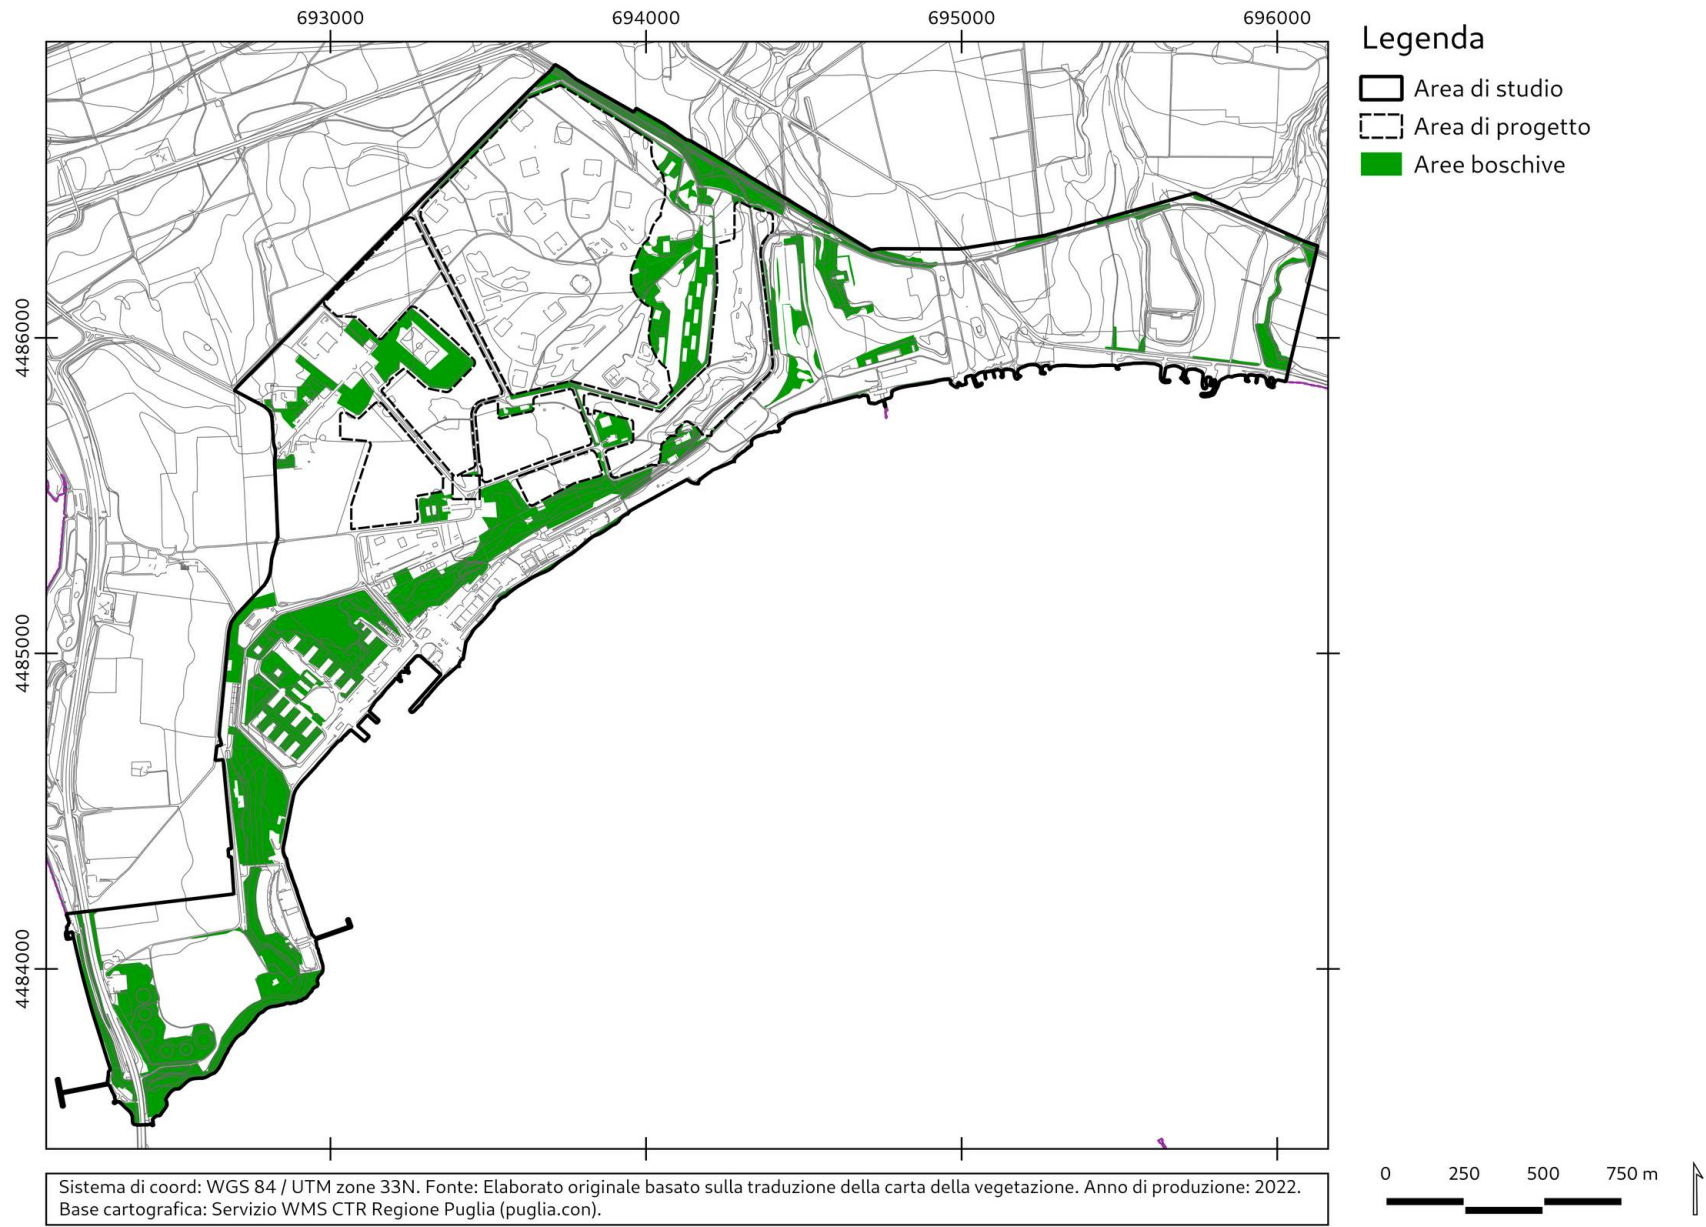 693000
694000
695000
696000
Legenda
Area di studio
Area di progetto
Aree boschive
4486000
4485000
4484000
0 250 500 750 m
Sistema di coord: WGS 84 / UTM zone 33N. Fonte: Elaborato originale basato sulla traduzione della carta della vegetazione. Anno di produzione: 2022.
Base cartografica: Servizio WMS CTR Regione Puglia (puglia.con).